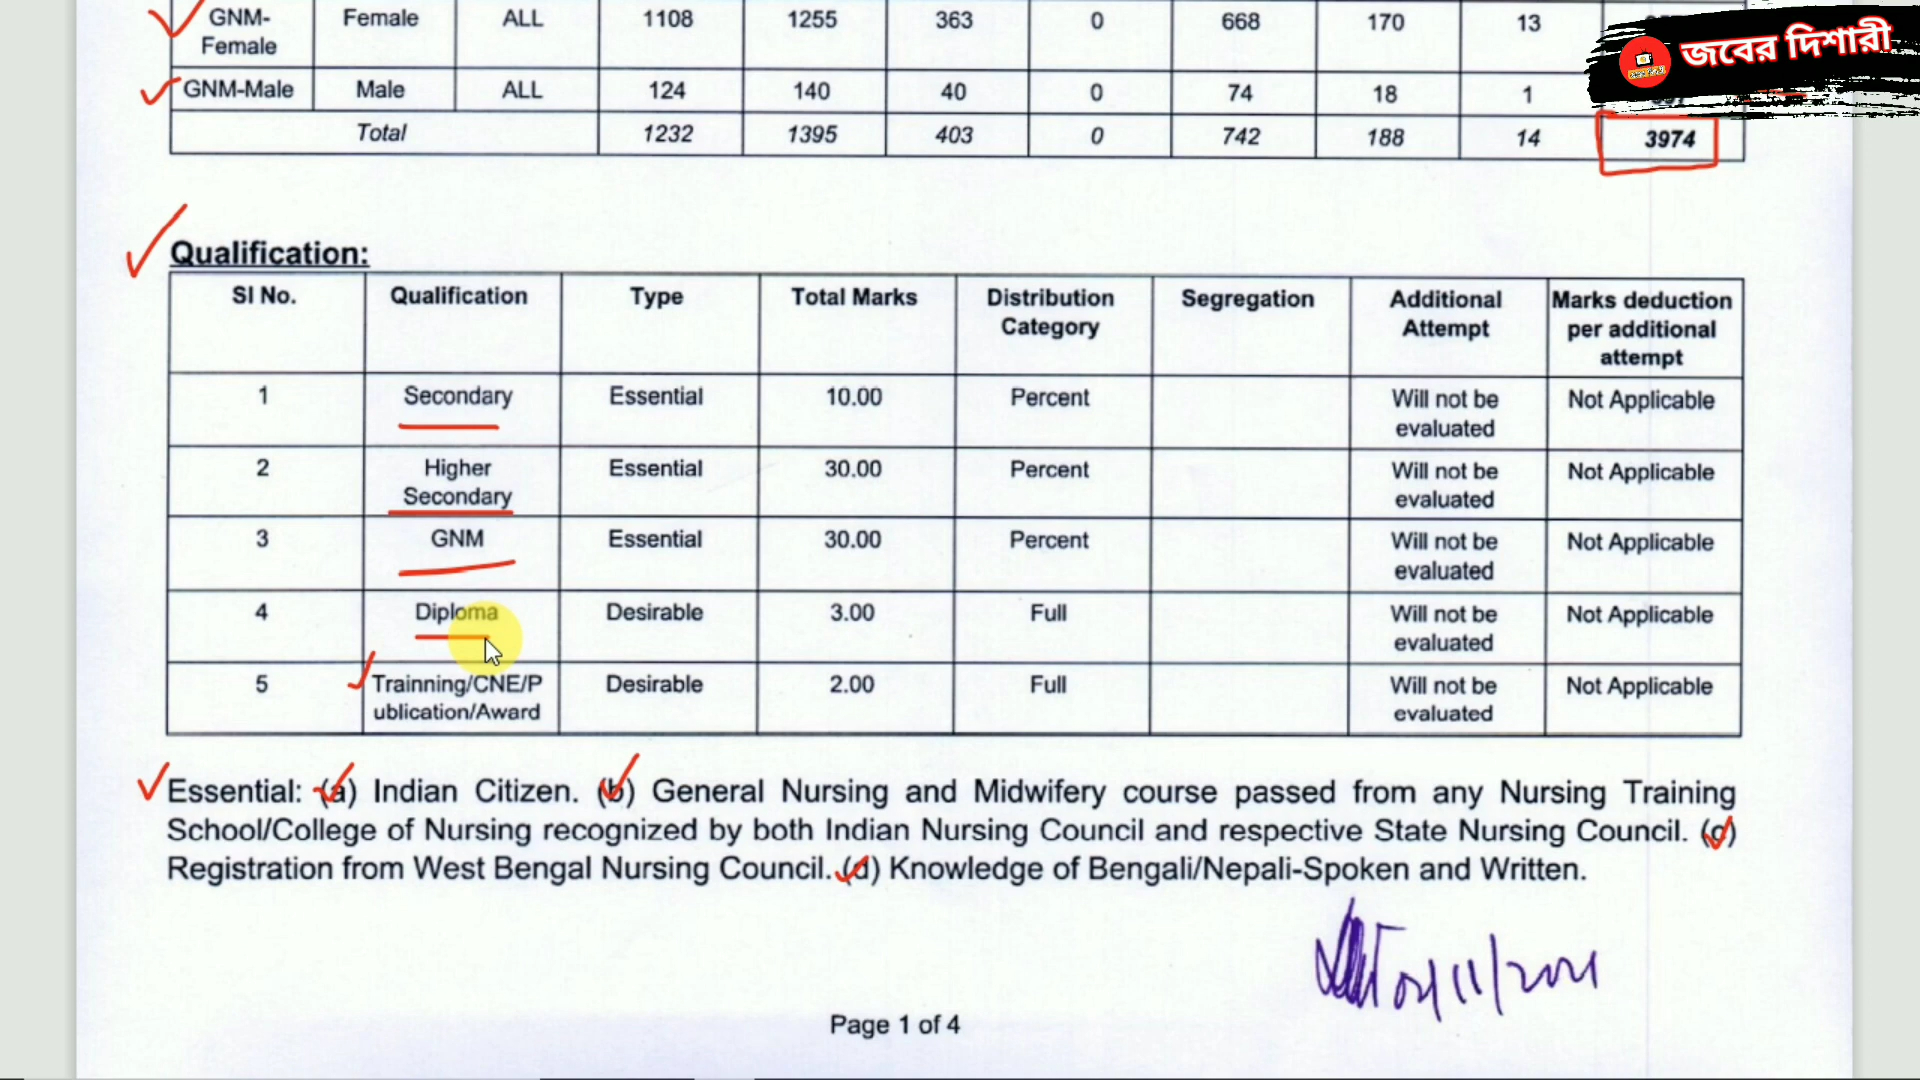 GNM-Female Female ALL 1108 1255 363 0 668 170 13
জবের দিশারী
GNM-Male Male ALL 124 140 40 0 74 18 1
Total 1232 1395 403 0 742 188 14 3974
Qualification:
SI No. Qualification Type Total Marks Distribution Category Segregation Additional Attempt Marks deduction per additional attempt
1 Secondary Essential 10.00 Percent Will not be evaluated Not Applicable
2 Higher Secondary Essential 30.00 Percent Will not be evaluated Not Applicable
3 GNM Essential 30.00 Percent Will not be evaluated Not Applicable
4 Diploma Desirable 3.00 Full Will not be evaluated Not Applicable
5 Trainning/CNE/Publication/Award Desirable 2.00 Full Will not be evaluated Not Applicable
Essential: (a) Indian Citizen. (b) General Nursing and Midwifery course passed from any Nursing Training
School/College of Nursing recognized by both Indian Nursing Council and respective State Nursing Council. (c)
Registration from West Bengal Nursing Council. (d) Knowledge of Bengali/Nepali-Spoken and Written.
Page 1 of 4